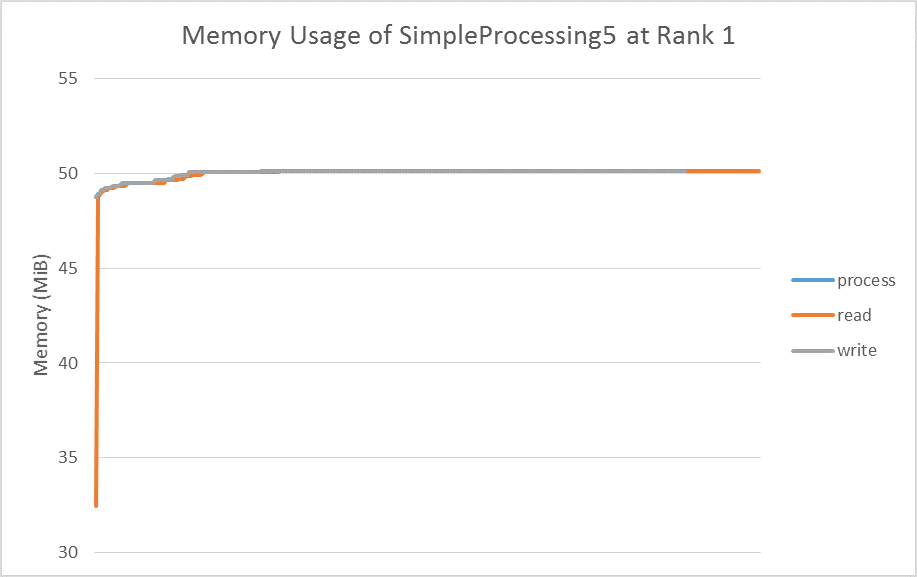 Memory Usage of SimpleProcessing5 at Rank 1
55
50
45
40
35
30
Memory (MiB)
process
read
write